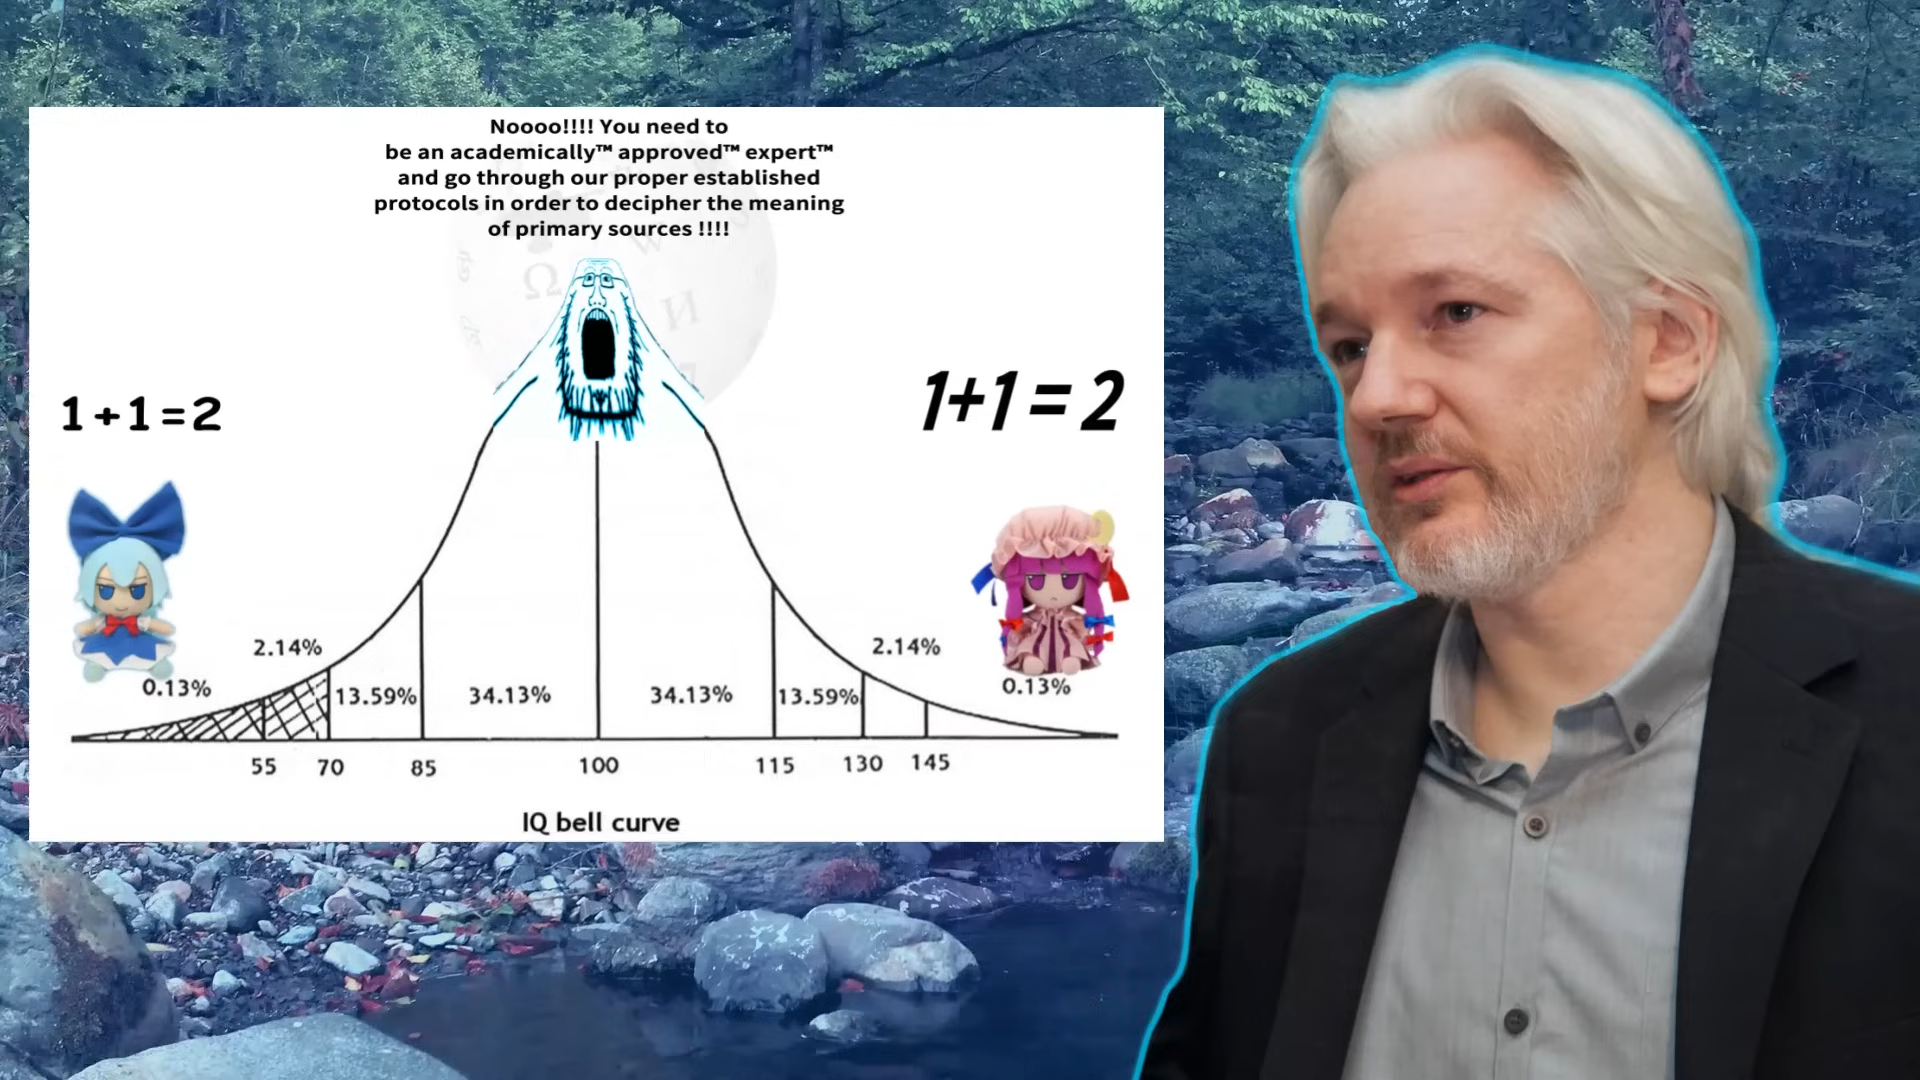 Noooo!!!! You need to
be an academically™ approved™ expert™
and go through our proper established
protocols in order to decipher the meaning
of primary sources !!!!
1+1=2
1+1=2
Ω
W
И
2.14%
2.14%
0.13%
13.59%
34.13%
34.13%
13.59%
0.13%
55
70
85
100
115
130
145
IQ bell curve